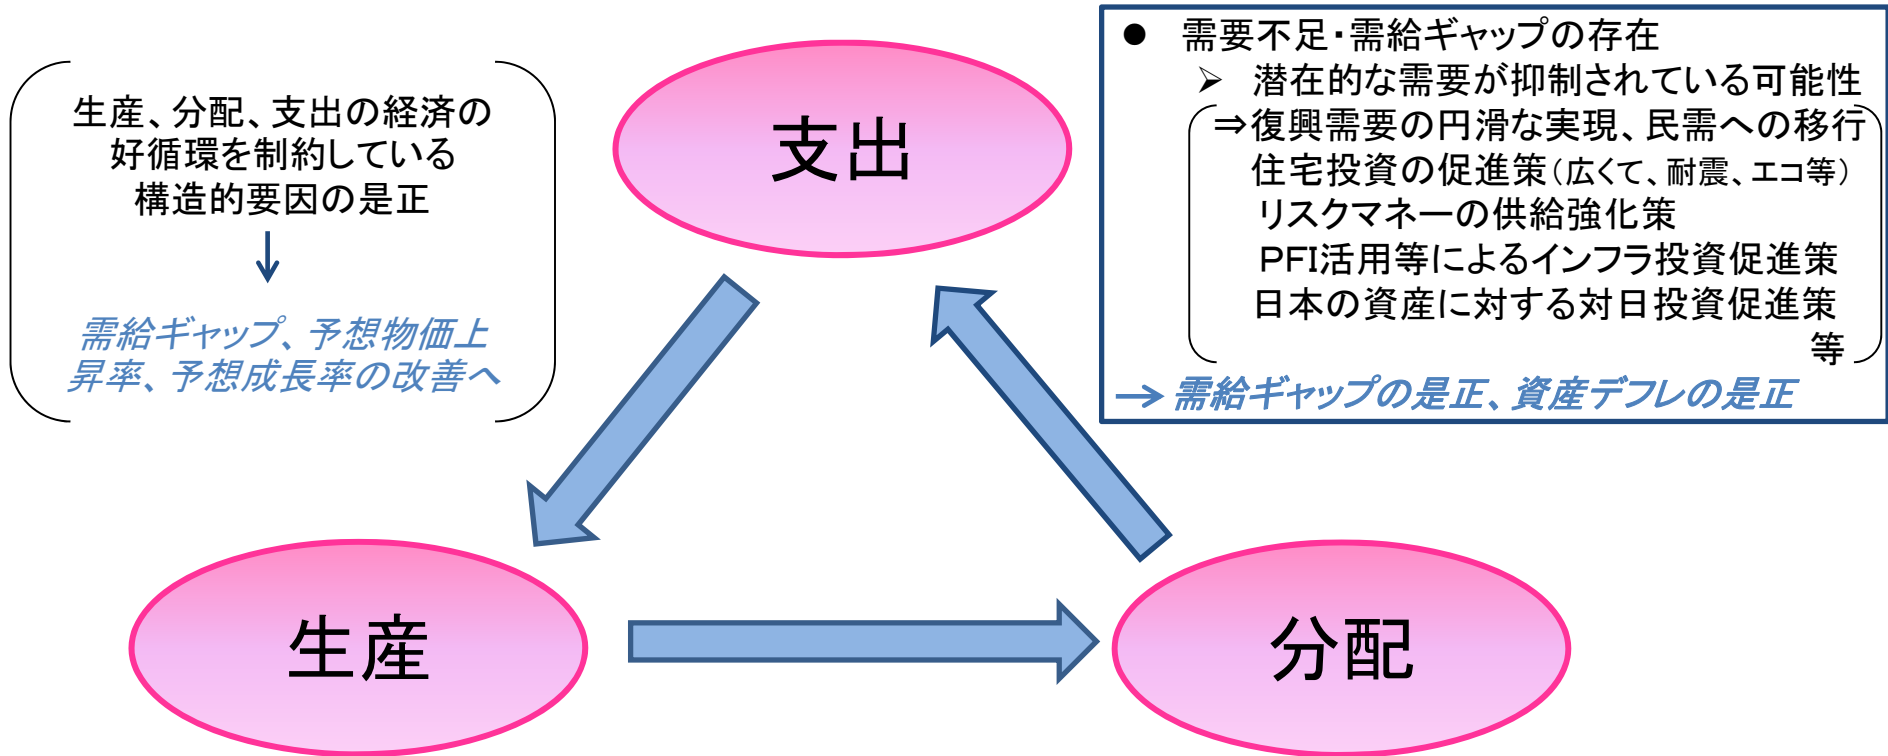 生産、分配、支出の経済の
好循環を制約している
構造的要因の是正
↓
需給ギャップ、予想物価上
昇率、予想成長率の改善へ
支出
● 需要不足・需給ギャップの存在
➢ 潜在的な需要が抑制されている可能性
⇒復興需要の円滑な実現、民需への移行
住宅投資の促進策(広くて、耐震、エコ等)
リスクマネーの供給強化策
PFI活用等によるインフラ投資促進策
日本の資産に対する対日投資促進策
等
→ 需給ギャップの是正、資産デフレの是正
生産
分配